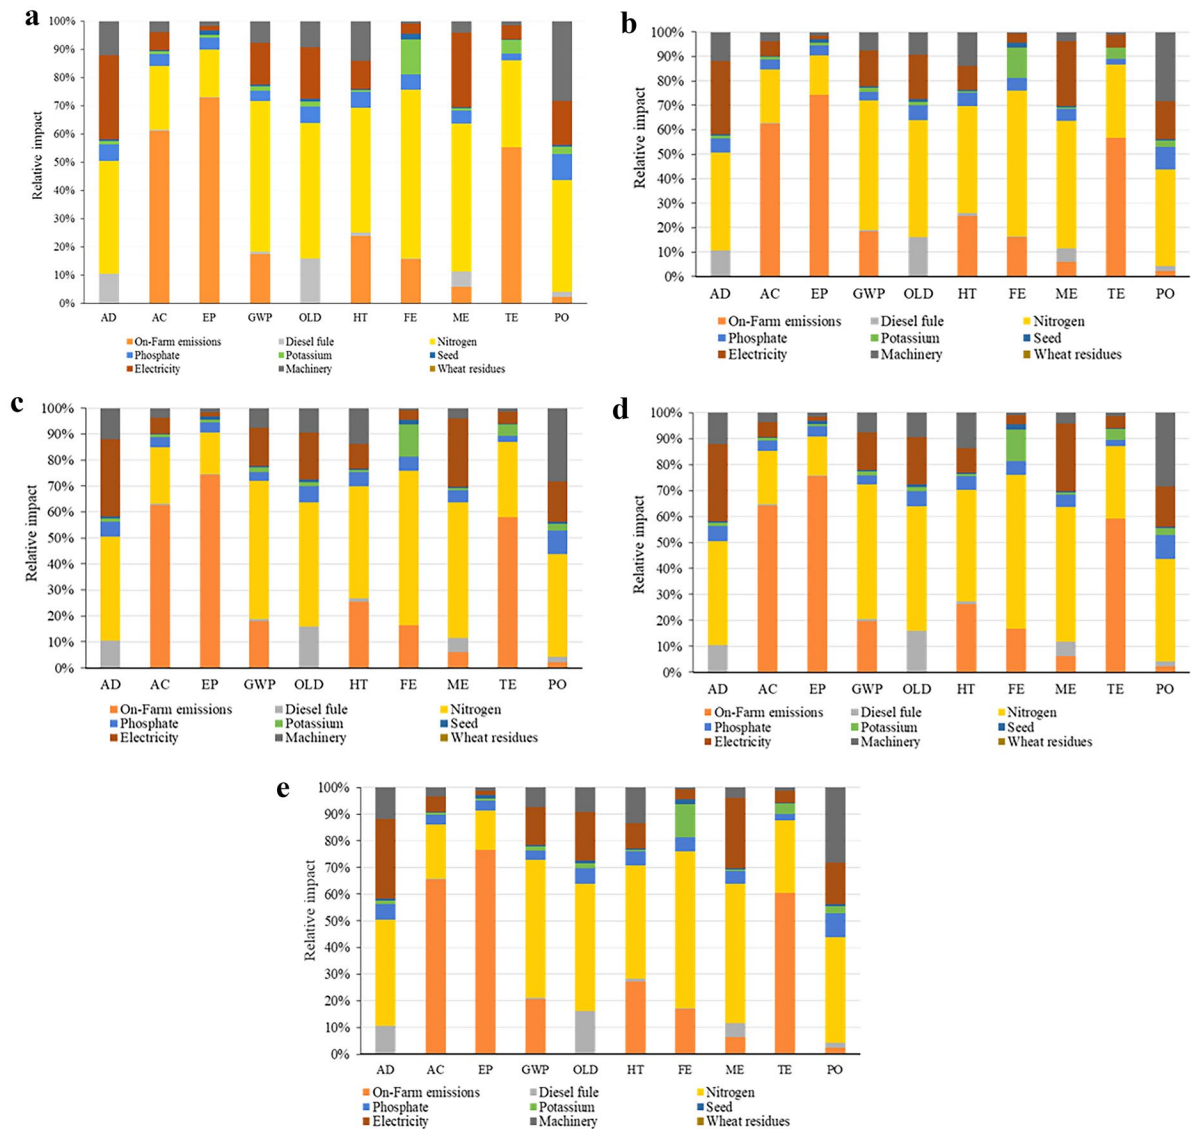 a
Relative impact
100%
90%
80%
70%
60%
50%
40%
30%
20%
10%
0%
AD AC EP GWP OLD HT FE ME TE PO
On-Farm emissions Diesel fule Nitrogen
Phosphate Potassium Seed
Electricity Machinery Wheat residues
b
Relative impact
100%
90%
80%
70%
60%
50%
40%
30%
20%
10%
0%
AD AC EP GWP OLD HT FE ME TE PO
On-Farm emissions Diesel fule Nitrogen
Phosphate Potassium Seed
Electricity Machinery Wheat residues
c
Relative impact
100%
90%
80%
70%
60%
50%
40%
30%
20%
10%
0%
AD AC EP GWP OLD HT FE ME TE PO
On-Farm emissions Diesel fule Nitrogen
Phosphate Potassium Seed
Electricity Machinery Wheat residues
d
Relative impact
100%
90%
80%
70%
60%
50%
40%
30%
20%
10%
0%
AD AC EP GWP OLD HT FE ME TE PO
On-Farm emissions Diesel fule Nitrogen
Phosphate Potassium Seed
Electricity Machinery Wheat residues
e
Relative impact
100%
90%
80%
70%
60%
50%
40%
30%
20%
10%
0%
AD AC EP GWP OLD HT FE ME TE PO
On-Farm emissions Diesel fule Nitrogen
Phosphate Potassium Seed
Electricity Machinery Wheat residues